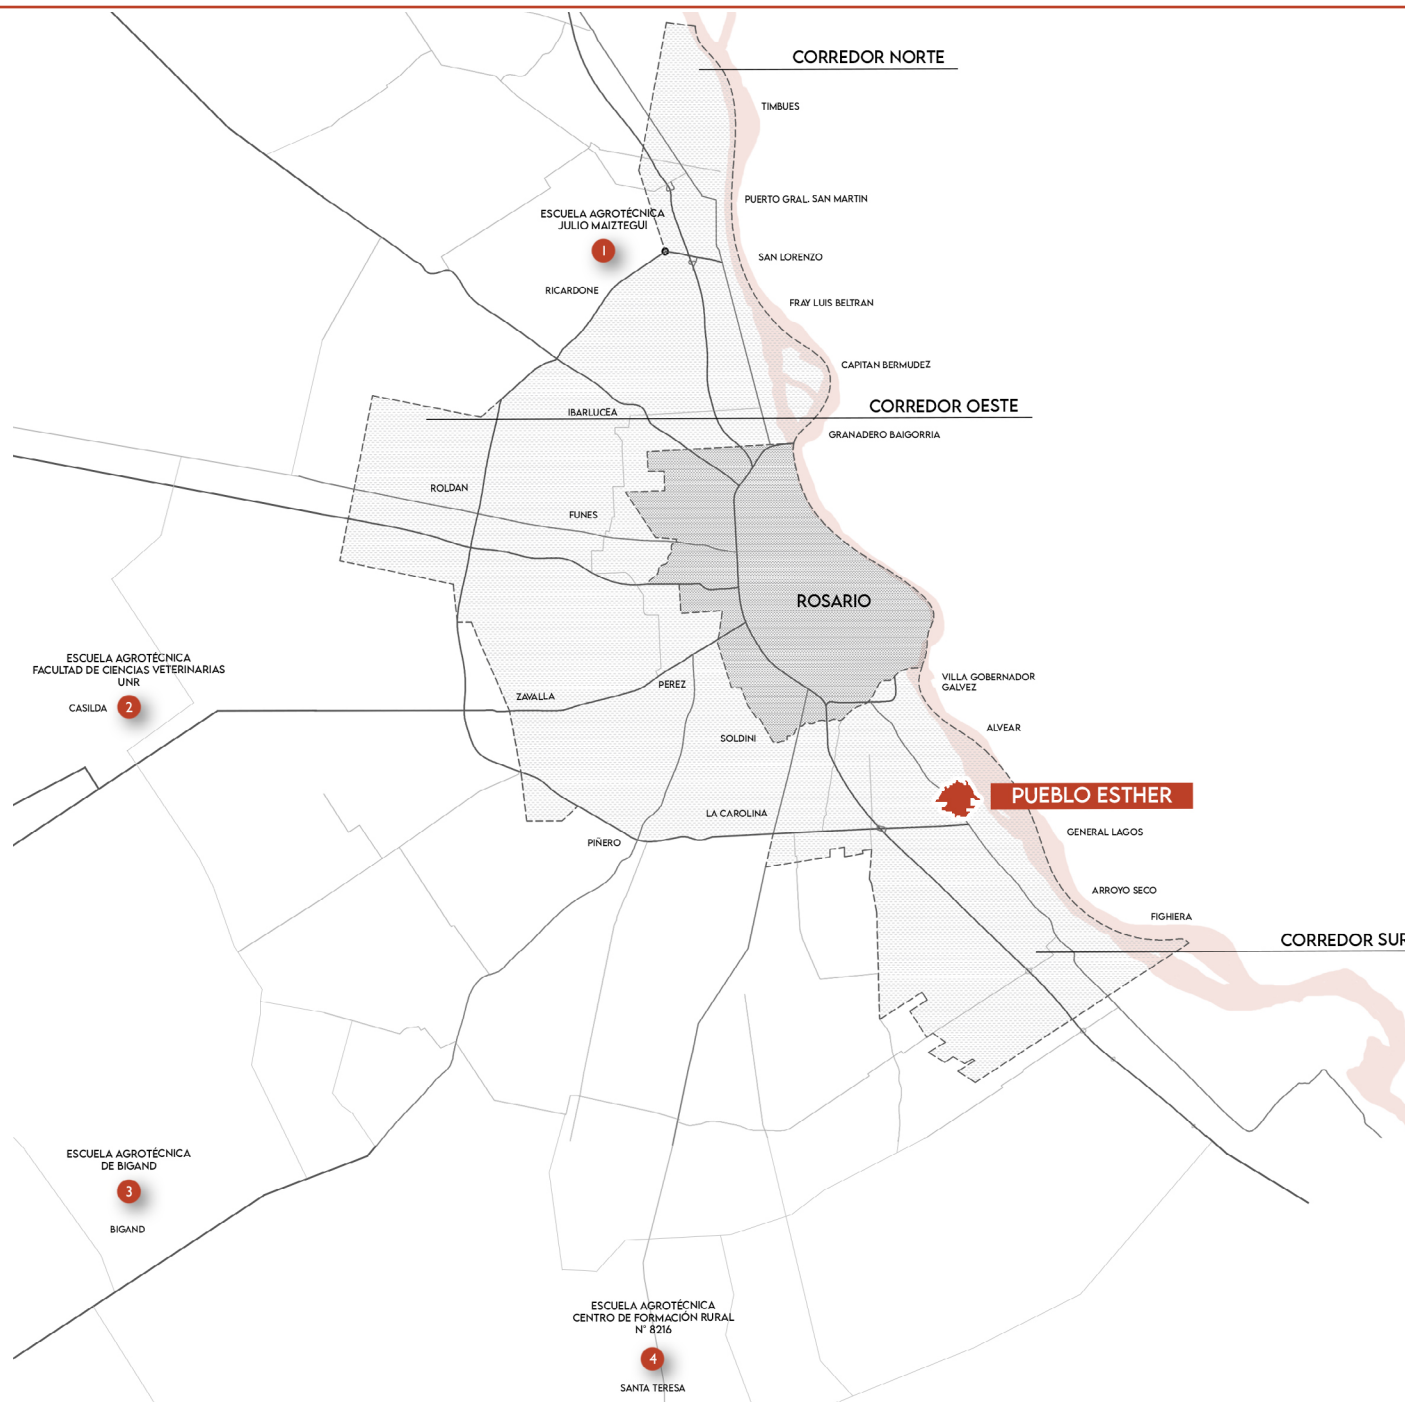 CORREDOR NORTE
TIMBUES
PUERTO GRAL. SAN MARTIN
ESCUELA AGROTÉCNICA
JULIO MAIZTEGUI
1
SAN LORENZO
RICARDONE
FRAY LUIS BELTRAN
CAPITAN BERMUDEZ
CORREDOR OESTE
IBARLUCEA
GRANADERO BAIGORRIA
ROLDAN
FUNES
ROSARIO
ESCUELA AGROTÉCNICA
FACULTAD DE CIENCIAS VETERINARIAS
UNR
CASILDA
2
VILLA GOBERNADOR
GALVEZ
PEREZ
ZAVALLA
ALVEAR
SOLDINI
PUEBLO ESTHER
LA CAROLINA
GENERAL LAGOS
PIÑERO
ARROYO SECO
FIGHIERA
CORREDOR SUR
ESCUELA AGROTÉCNICA
DE BIGAND
3
BIGAND
ESCUELA AGROTÉCNICA
CENTRO DE FORMACIÓN RURAL
N° 8216
4
SANTA TERESA